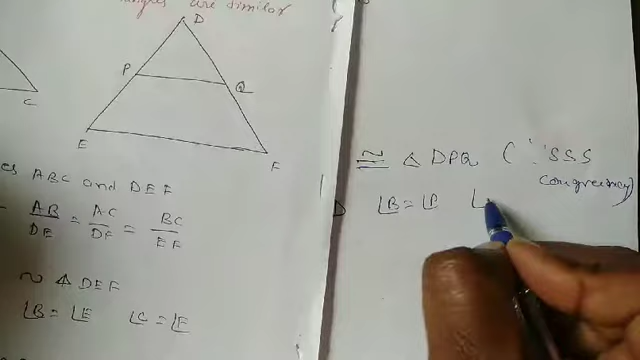 are similar
D
P
Q
E
F
C
ABC and DEF
AB/DE = AC/DF = BC/EF
~ △DEF
∠B = ∠E ∠C = ∠F
≅ △DPQ (∵ SSS
congruency)
∠B = ∠P ∠